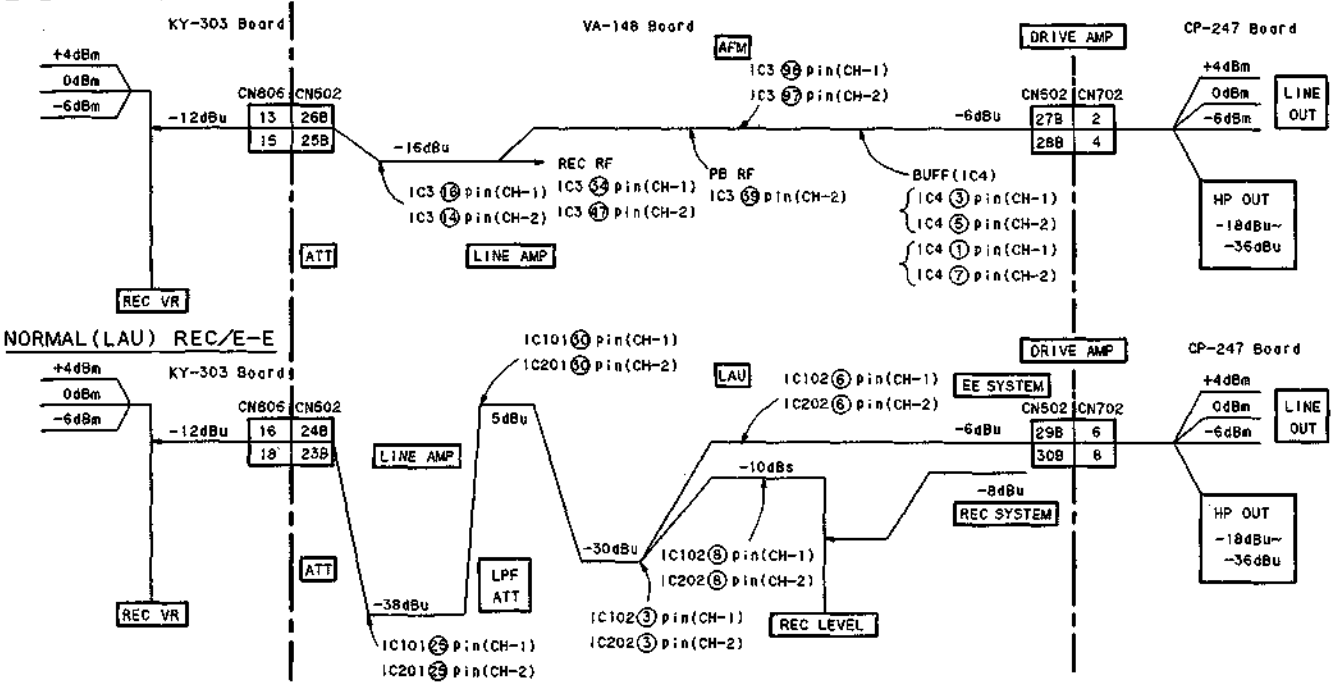 KY-303 Board
VA-148 Board
AFM
DRIVE AMP
CP-247 Board
+4dBm
0dBm
-6dBm
-12dBu
CN806 CN502
13 26B
15 25B
-16dBu
IC3 16 pin(CH-1)
IC3 14 pin(CH-2)
REC RF
IC3 34 pin(CH-1)
IC3 47 pin(CH-2)
IC3 96 pin(CH-1)
IC3 97 pin(CH-2)
PB RF
IC3 59 pin(CH-2)
-6dBu
BUFF(IC4)
IC4 3 pin(CH-1)
IC4 5 pin(CH-2)
IC4 1 pin(CH-1)
IC4 7 pin(CH-2)
CN502 CN702
27B 2
28B 4
+4dBm
0dBm
-6dBm
LINE
OUT
HP OUT
-18dBu~
-36dBu
ATT
LINE AMP
REC VR
NORMAL(LAU) REC/E-E
KY-303 Board
DRIVE AMP
CP-247 Board
+4dBm
0dBm
-6dBm
-12dBu
CN806 CN502
16 24B
18 23B
LINE AMP
IC101 30 pin(CH-1)
IC201 30 pin(CH-2)
5dBu
LAU
IC102 6 pin(CH-1)
IC202 6 pin(CH-2)
EE SYSTEM
-6dBu
CN502 CN702
29B 6
30B 8
+4dBm
0dBm
-6dBm
LINE
OUT
-10dBs
-8dBu
REC SYSTEM
HP OUT
-18dBu~
-36dBu
ATT
-38dBu
LPF
ATT
-30dBu
IC102 8 pin(CH-1)
IC202 8 pin(CH-2)
IC102 3 pin(CH-1)
IC202 3 pin(CH-2)
REC LEVEL
REC VR
IC101 25 pin(CH-1)
IC201 25 pin(CH-2)